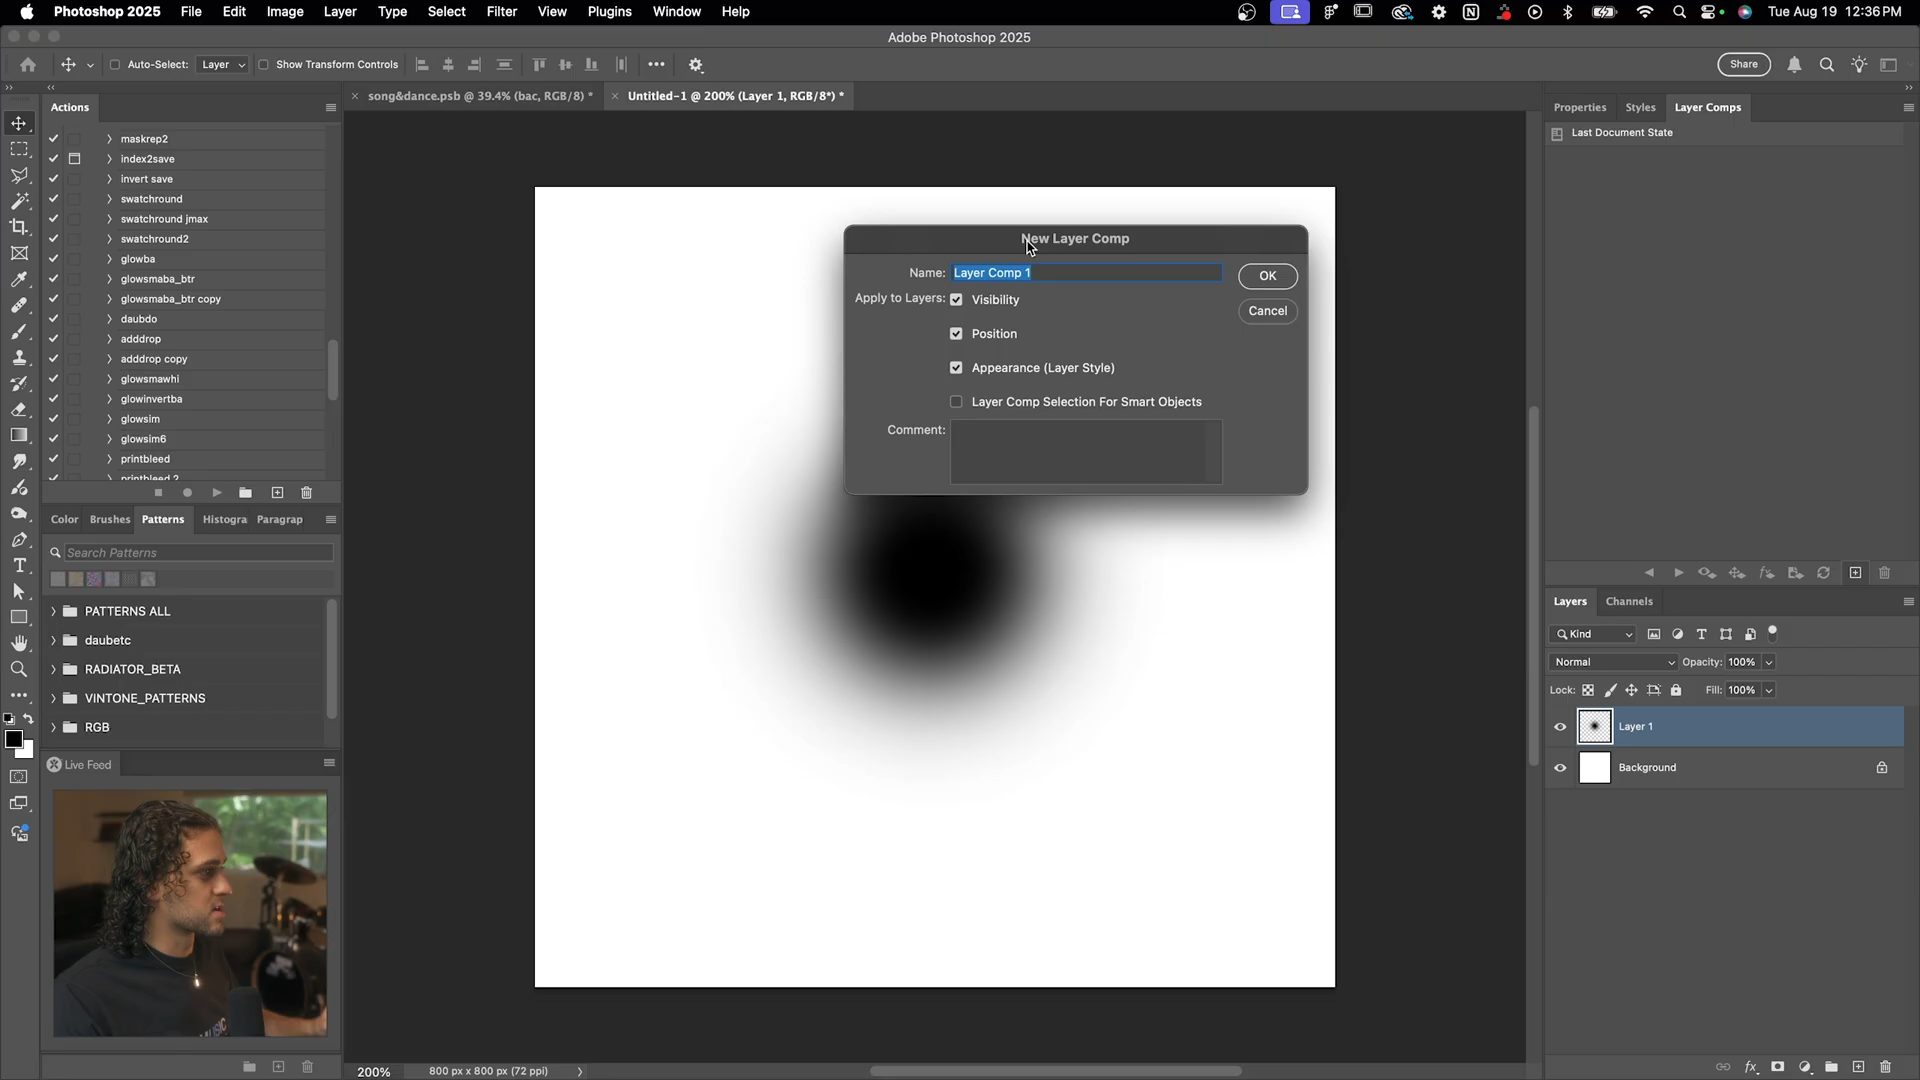 Photoshop 2025 File Edit Image Layer Type Select Filter View Plugins Window Help Tue Aug 19 12:36 PM
Adobe Photoshop 2025
Auto-Select: Layer Show Transform Controls Share
Actions
song&dance.psb @ 39.4% (bac, RGB/8) *
Untitled-1 @ 200% (Layer 1, RGB/8*) *
Properties Styles Layer Comps
Last Document State
maskrep2
index2save
invert save
swatchround
swatchround jmax
swatchround2
glowba
glowsmaba_btr
glowsmaba_btr copy
daubdo
adddrop
adddrop copy
glowsmawhi
glowinvertba
glowsim
glowsim6
printbleed
printbleed 2
New Layer Comp
Name: Layer Comp 1
OK
Apply to Layers: Visibility
Cancel
Position
Appearance (Layer Style)
Layer Comp Selection For Smart Objects
Comment:
Color Brushes Patterns Histogra Paragrap
Search Patterns
PATTERNS ALL
daubetc
RADIATOR_BETA
VINTONE_PATTERNS
RGB
Live Feed
Layers Channels
Kind
Normal Opacity: 100%
Lock: Fill: 100%
Layer 1
Background
200% 800 px x 800 px (72 ppi)